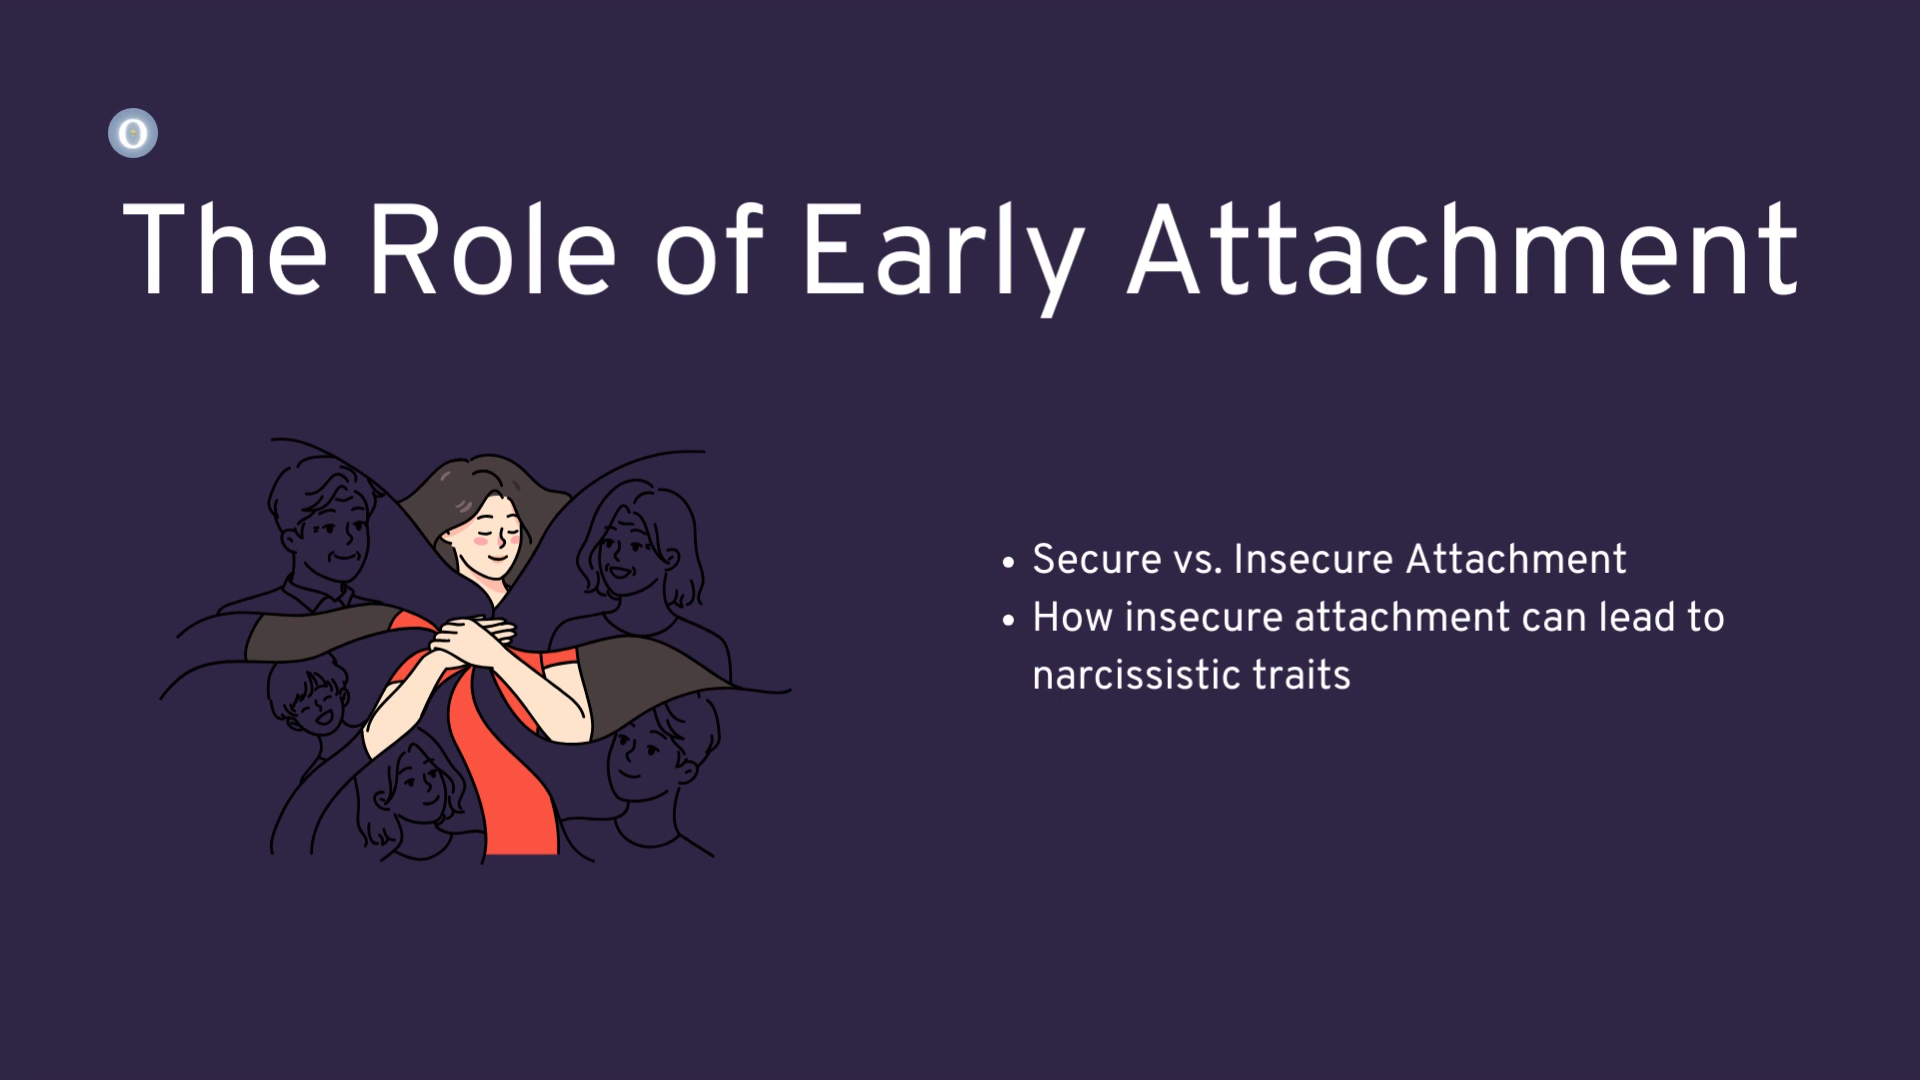 O
The Role of Early Attachment
• Secure vs. Insecure Attachment
• How insecure attachment can lead to
narcissistic traits